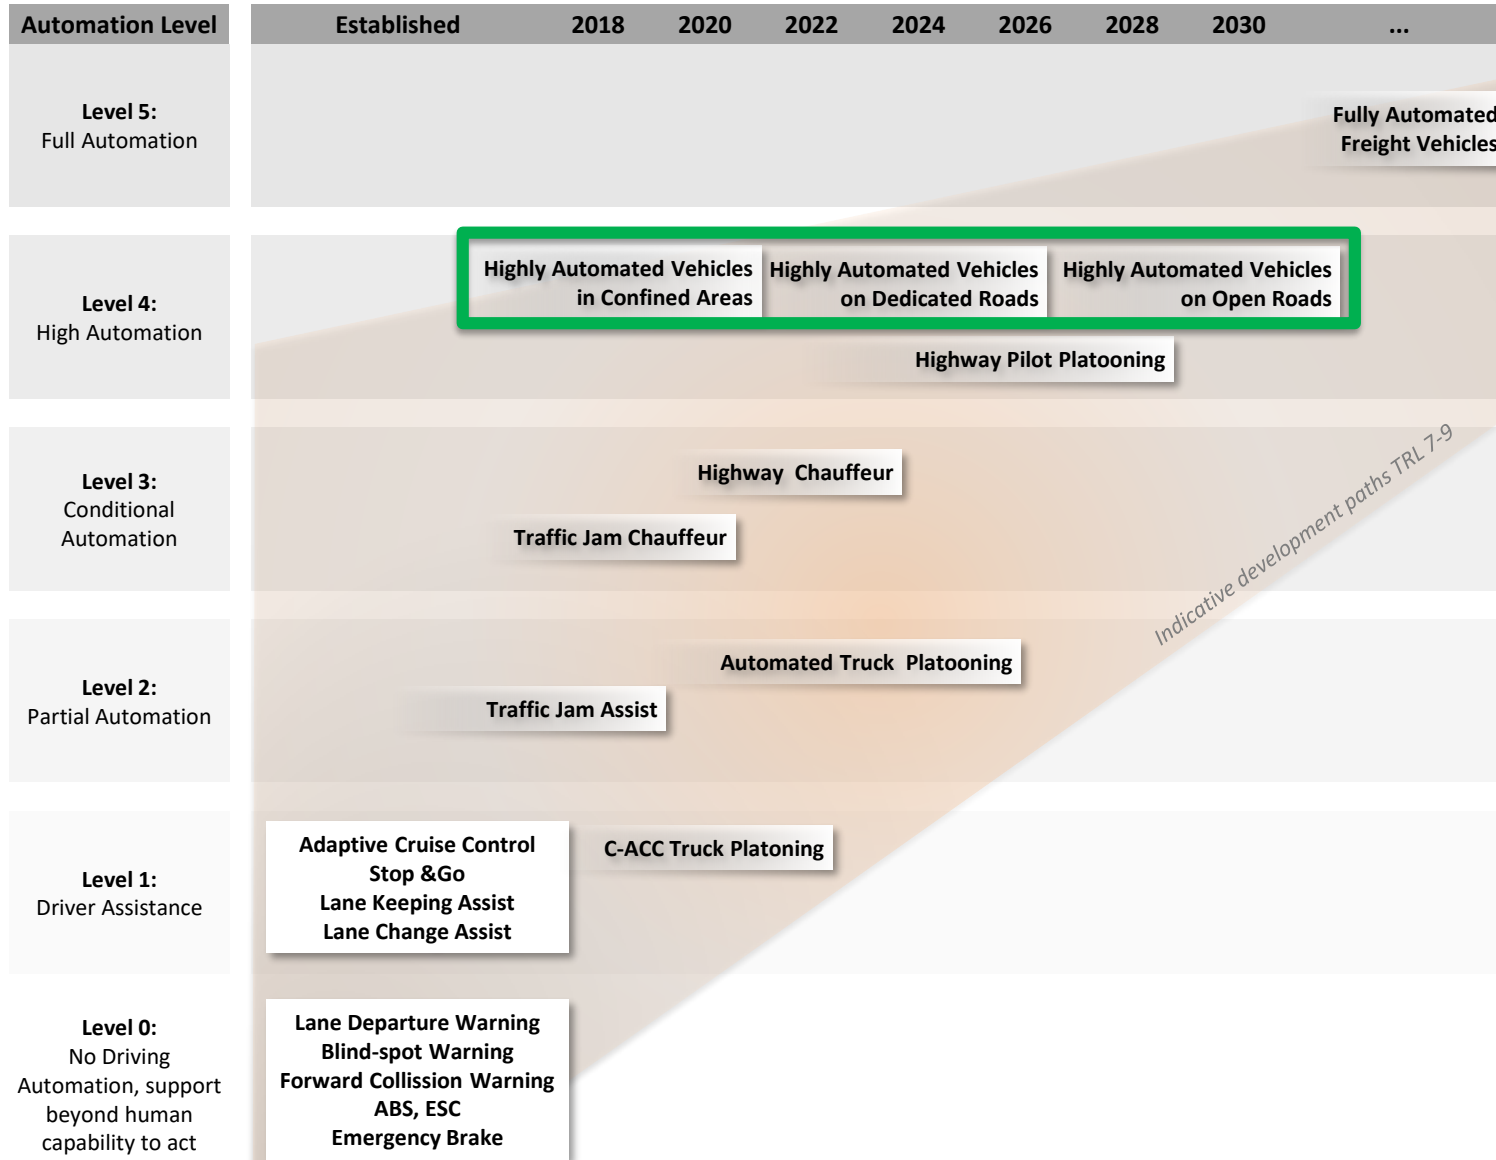 Automation Level Established 2018 2020 2022 2024 2026 2028 2030 ...
Level 5:
Full Automation
Fully Automated
Freight Vehicles
Level 4:
High Automation
Highly Automated Vehicles
in Confined Areas
Highly Automated Vehicles
on Dedicated Roads
Highly Automated Vehicles
on Open Roads
Highway Pilot Platooning
Level 3:
Conditional
Automation
Highway Chauffeur
Traffic Jam Chauffeur
Indicative development paths TRL 7-9
Level 2:
Partial Automation
Automated Truck Platooning
Traffic Jam Assist
Level 1:
Driver Assistance
Adaptive Cruise Control
Stop &Go
Lane Keeping Assist
Lane Change Assist
C-ACC Truck Platoning
Level 0:
No Driving
Automation, support
beyond human
capability to act
Lane Departure Warning
Blind-spot Warning
Forward Collission Warning
ABS, ESC
Emergency Brake